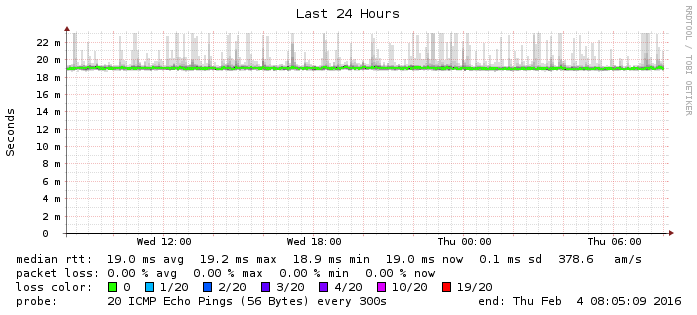 Last 24 Hours
RRDTOOL / TOBI OETIKER
Seconds
22 m
20 m
18 m
16 m
14 m
12 m
10 m
8 m
6 m
4 m
2 m
0
Wed 12:00 Wed 18:00 Thu 00:00 Thu 06:00
median rtt: 19.0 ms avg 19.2 ms max 18.9 ms min 19.0 ms now 0.1 ms sd 378.6 am/s
packet loss: 0.00 % avg 0.00 % max 0.00 % min 0.00 % now
loss color: 0 1/20 2/20 3/20 4/20 10/20 19/20
probe: 20 ICMP Echo Pings (56 Bytes) every 300s end: Thu Feb 4 08:05:09 2016